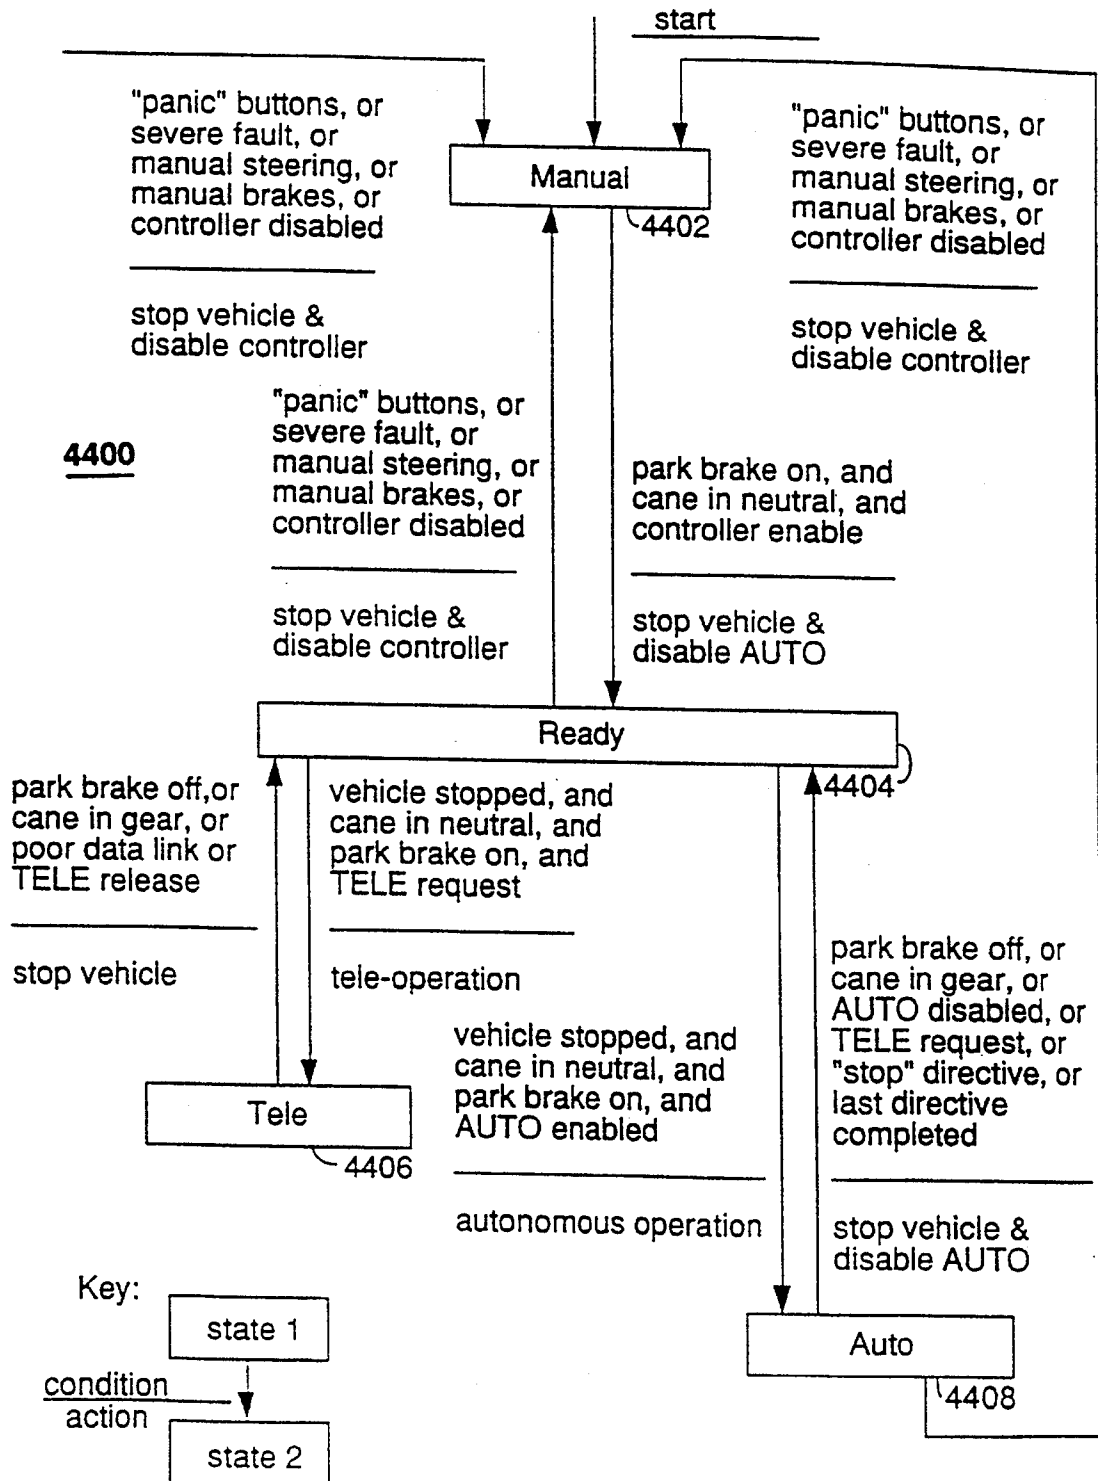 start
"panic" buttons, or
severe fault, or
manual steering, or
manual brakes, or
controller disabled
stop vehicle &
disable controller
Manual
4402
"panic" buttons, or
severe fault, or
manual steering, or
manual brakes, or
controller disabled
stop vehicle &
disable controller
4400
"panic" buttons, or
severe fault, or
manual steering, or
manual brakes, or
controller disabled
stop vehicle &
disable controller
park brake on, and
cane in neutral, and
controller enable
stop vehicle &
disable AUTO
Ready
4404
park brake off,or
cane in gear, or
poor data link or
TELE release
stop vehicle
vehicle stopped, and
cane in neutral, and
park brake on, and
TELE request
tele-operation
Tele
4406
vehicle stopped, and
cane in neutral, and
park brake on, and
AUTO enabled
autonomous operation
park brake off, or
cane in gear, or
AUTO disabled, or
TELE request, or
"stop" directive, or
last directive
completed
stop vehicle &
disable AUTO
Auto
4408
Key:
state 1
condition
action
state 2